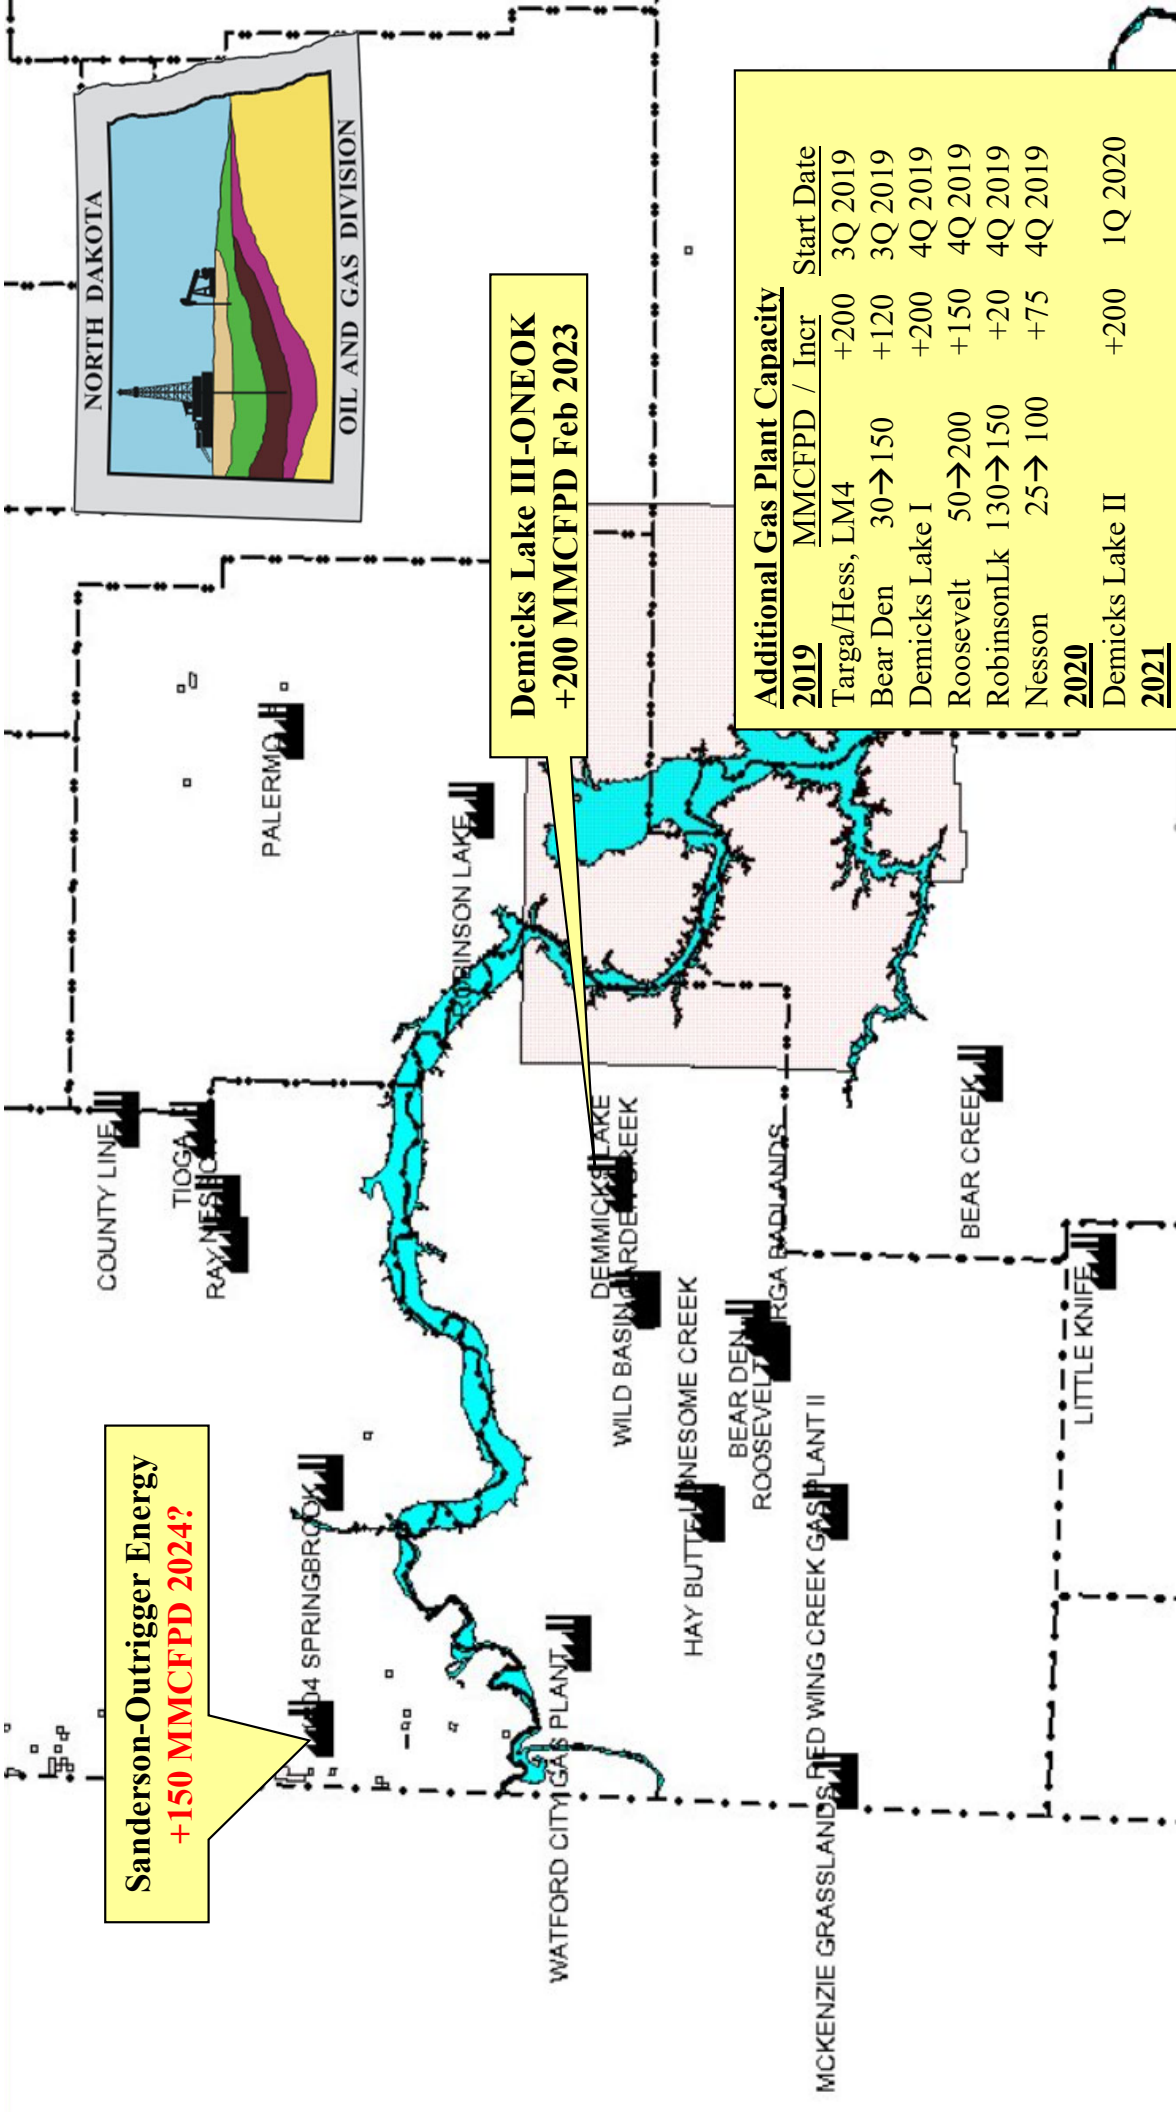 NORTH DAKOTA
OIL AND GAS DIVISION
Sanderson-Outrigger Energy
+150 MMCFPD 2024?
Demicks Lake III-ONEOK
+200 MMCFPD Feb 2023
COUNTY LINE
TIOGA
RAY
PALERMO
SPRINGBROOK
LAKE
WATFORD CITY GAS PLANT
DEMMICKS LAKE
CREEK
WILD BASIN
HAY BUTTE
CREEK
BEAR DEN
ROOSEVELT
BADLANDS
MCKENZIE GRASSLANDS RED WING CREEK GAS PLANT II
BEAR CREEK
LITTLE KNIFE
Additional Gas Plant Capacity
2019 MMCFPD / Incr Start Date
Targa/Hess, LM4 +200 3Q 2019
Bear Den 30→150 +120 3Q 2019
Demicks Lake I +200 4Q 2019
Roosevelt 50→200 +150 4Q 2019
RobinsonLk 130→150 +20 4Q 2019
Nesson 25→ 100 +75 4Q 2019
2020
Demicks Lake II +200 1Q 2020
2021